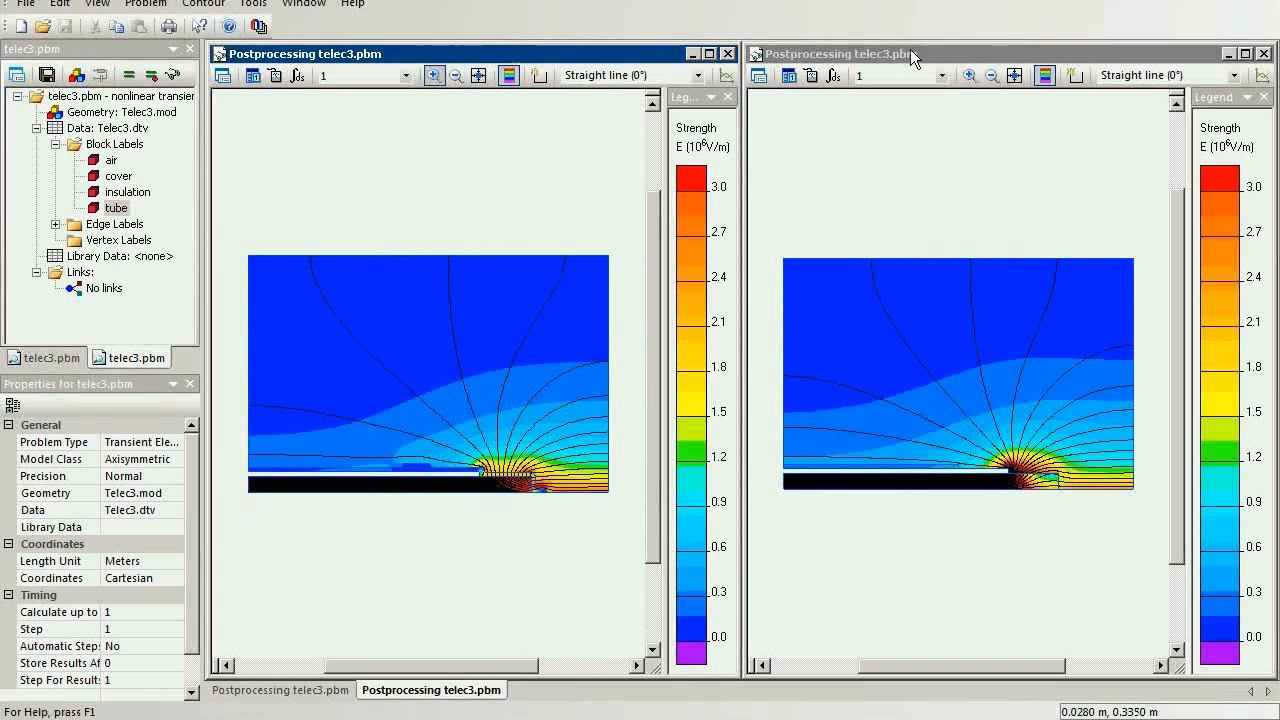 File Edit View Problem Contour Tools Window Help
telec3.pbm
telec3.pbm - nonlinear transier
Geometry: Telec3.mod
Data: Telec3.dtv
Block Labels
air
cover
insulation
tube
Edge Labels
Vertex Labels
Library Data: <none>
Links:
No links
telec3.pbm telec3.pbm
Properties for telec3.pbm
General
Problem Type Transient Ele...
Model Class Axisymmetric
Precision Normal
Geometry Telec3.mod
Data Telec3.dtv
Library Data
Coordinates
Length Unit Meters
Coordinates Cartesian
Timing
Calculate up to 1
Step 1
Automatic Steps No
Store Results Af 0
Step For Results 1
Postprocessing telec3.pbm
1 Straight line (0°)
Leg...
Strength
E (10⁶V/m)
3.0
2.7
2.4
2.1
1.8
1.5
1.2
0.9
0.6
0.3
0.0
Postprocessing telec3.pbm
1 Straight line (0°)
Legend
Strength
E (10⁶V/m)
3.0
2.7
2.4
2.1
1.8
1.5
1.2
0.9
0.6
0.3
0.0
Postprocessing telec3.pbm Postprocessing telec3.pbm
For Help, press F1 0.0280 m, 0.3350 m